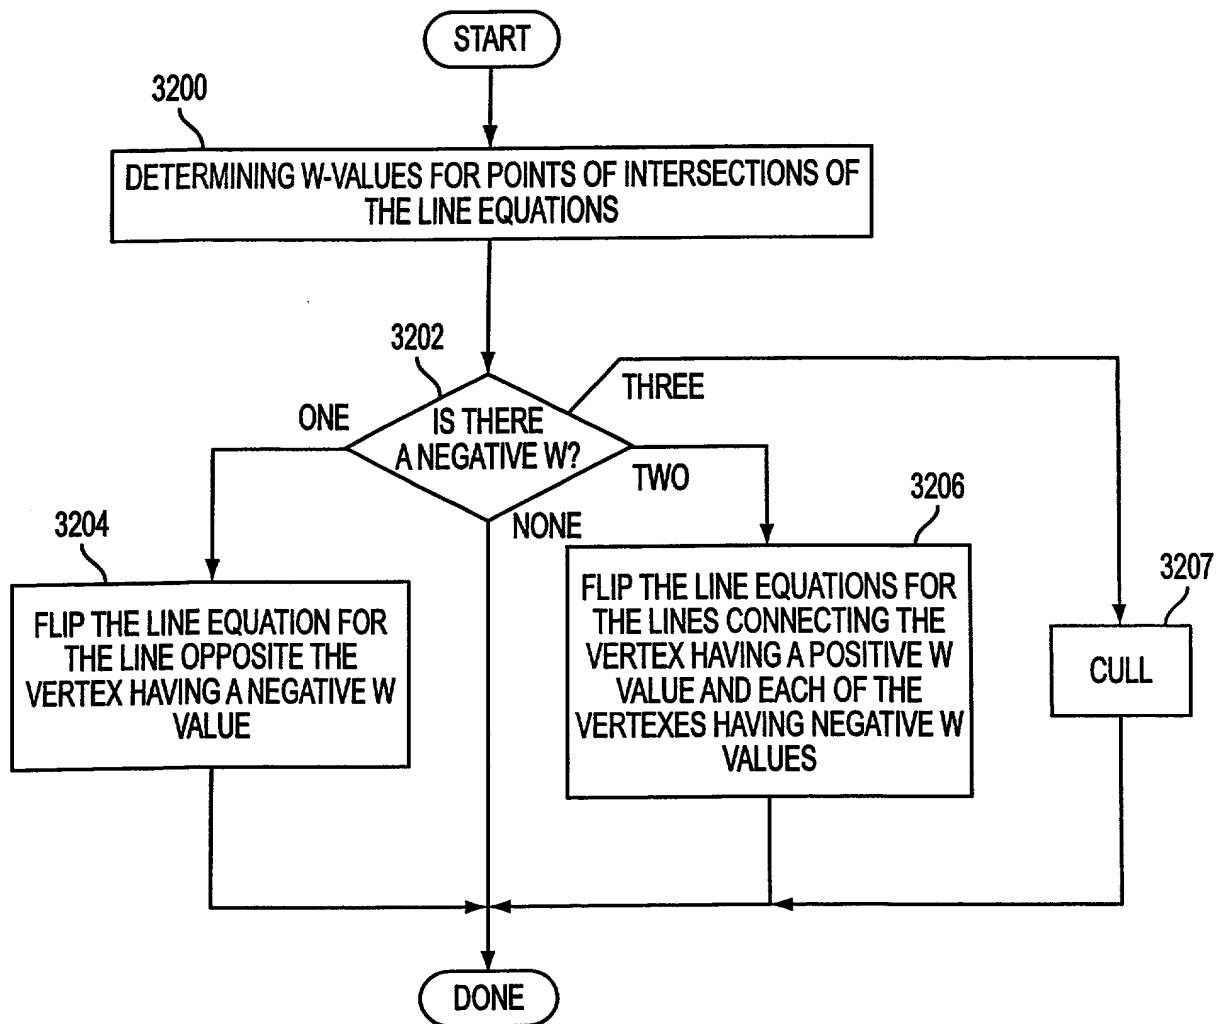 START
3200
DETERMINING W-VALUES FOR POINTS OF INTERSECTIONS OF
THE LINE EQUATIONS
3202
IS THERE
A NEGATIVE W?
ONE
THREE
TWO
NONE
3204
FLIP THE LINE EQUATION FOR
THE LINE OPPOSITE THE
VERTEX HAVING A NEGATIVE W
VALUE
3206
FLIP THE LINE EQUATIONS FOR
THE LINES CONNECTING THE
VERTEX HAVING A POSITIVE W
VALUE AND EACH OF THE
VERTEXES HAVING NEGATIVE W
VALUES
3207
CULL
DONE